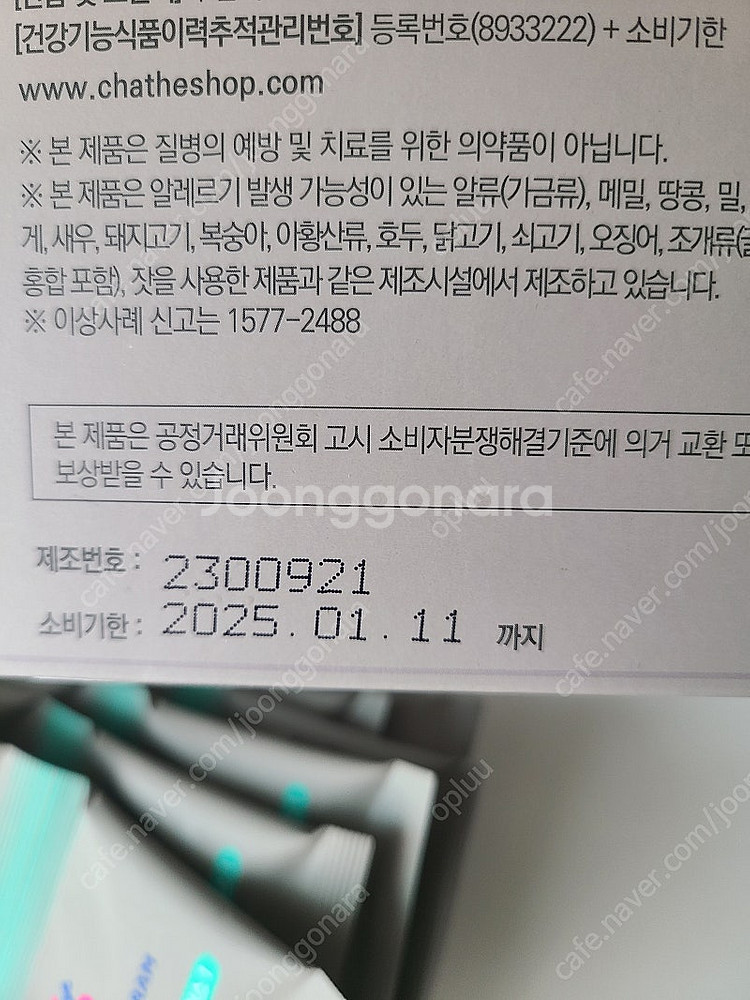 [건강기능식품이력추적관리번호] 등록번호(8933222) + 소비기한
www.chatheshop.com
※ 본 제품은 질병의 예방 및 치료를 위한 의약품이 아닙니다.
※ 본 제품은 알레르기 발생 가능성이 있는 알류(가금류), 메밀, 땅콩, 밀,
게, 새우, 돼지고기, 복숭아, 아황산류, 호두, 닭고기, 쇠고기, 오징어, 조개류(굴
홍합 포함), 잣을 사용한 제품과 같은 제조시설에서 제조하고 있습니다.
※ 이상사례 신고는 1577-2488
본 제품은 공정거래위원회 고시 소비자분쟁해결기준에 의거 교환 또
보상받을 수 있습니다.
Joonggonara
제조번호 : 2300921
소비기한 : 2025.01.11 까지
cafe.naver.com/joonggonara
opluu